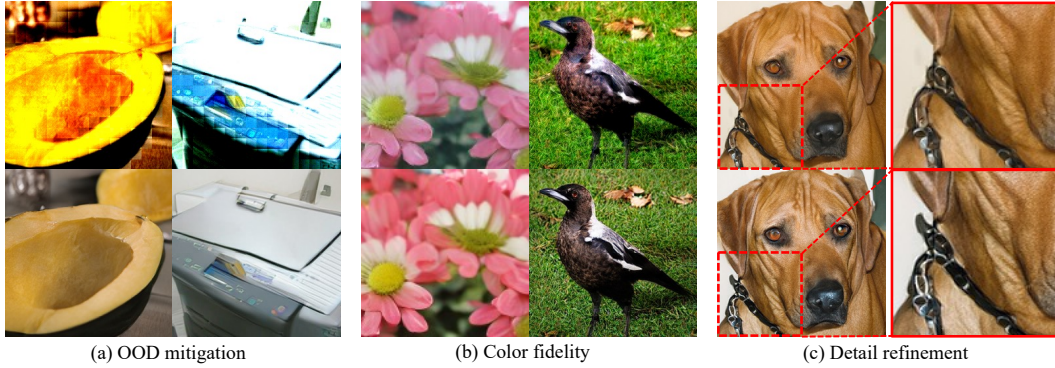 (a) OOD mitigation
(b) Color fidelity
(c) Detail refinement